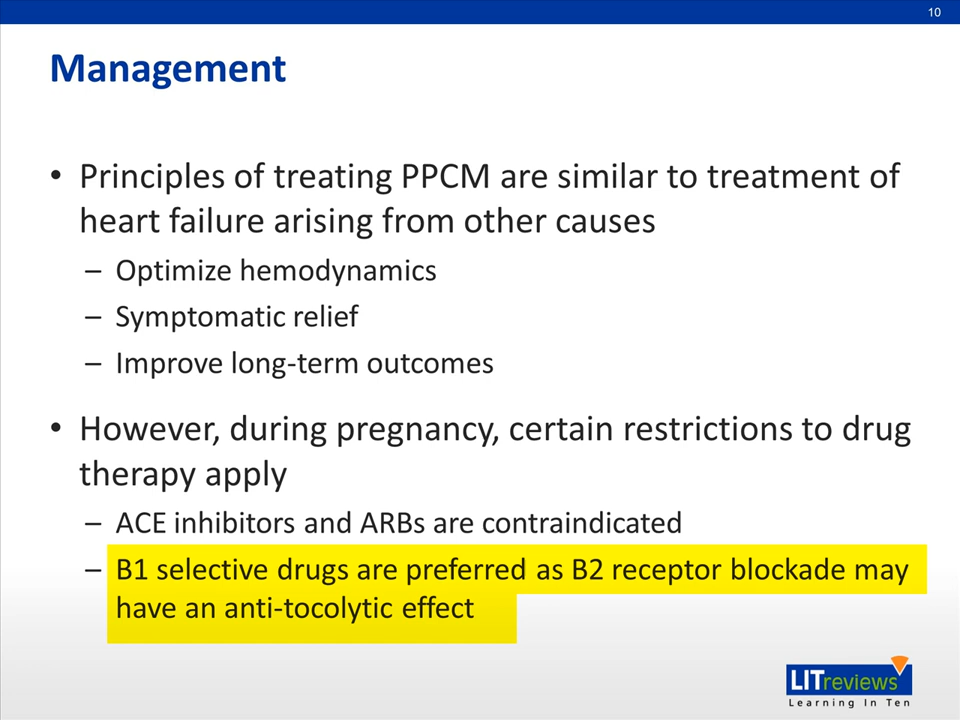 10
Management
• Principles of treating PPCM are similar to treatment of
heart failure arising from other causes
– Optimize hemodynamics
– Symptomatic relief
– Improve long-term outcomes
• However, during pregnancy, certain restrictions to drug
therapy apply
– ACE inhibitors and ARBs are contraindicated
– B1 selective drugs are preferred as B2 receptor blockade may
have an anti-tocolytic effect
LITreviews
Learning In Ten